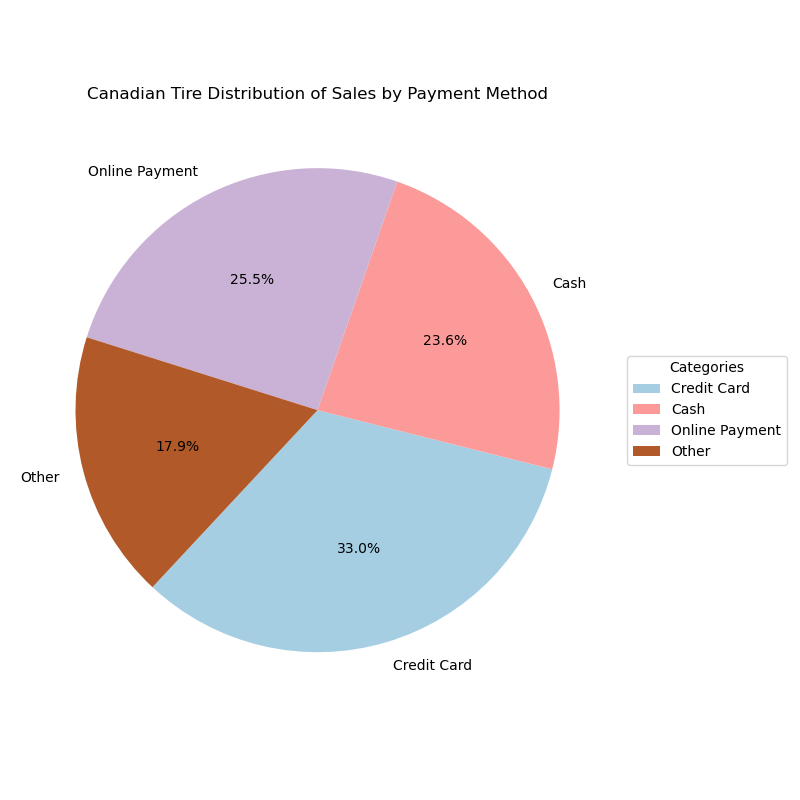 Canadian Tire Distribution of Sales by Payment Method
Online Payment
25.5%
Cash
23.6%
Other
17.9%
Credit Card
33.0%
Categories
Credit Card
Cash
Online Payment
Other